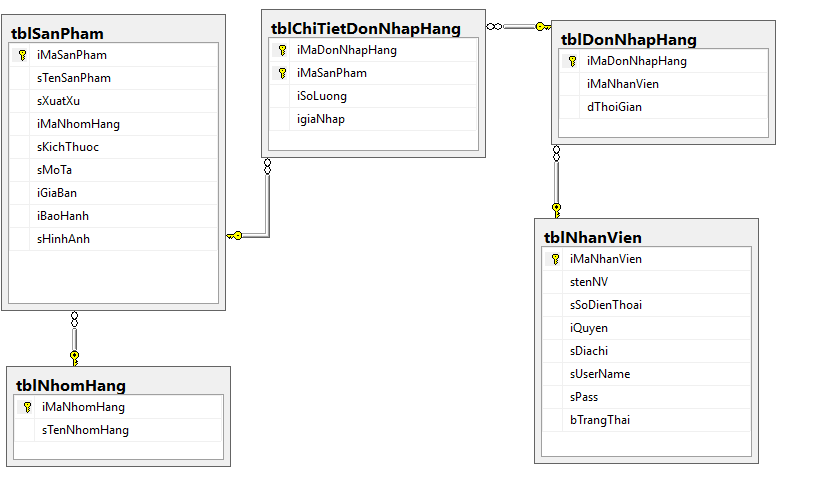 tblSanPham
iMaSanPham
sTenSanPham
sXuatXu
iMaNhomHang
sKichThuoc
sMoTa
iGiaBan
iBaoHanh
sHinhAnh
tblChiTietDonNhapHang
iMaDonNhapHang
iMaSanPham
iSoLuong
igiaNhap
tblDonNhapHang
iMaDonNhapHang
iMaNhanVien
dThoiGian
tblNhanVien
iMaNhanVien
stenNV
sSoDienThoai
iQuyen
sDiachi
sUserName
sPass
bTrangThai
tblNhomHang
iMaNhomHang
sTenNhomHang